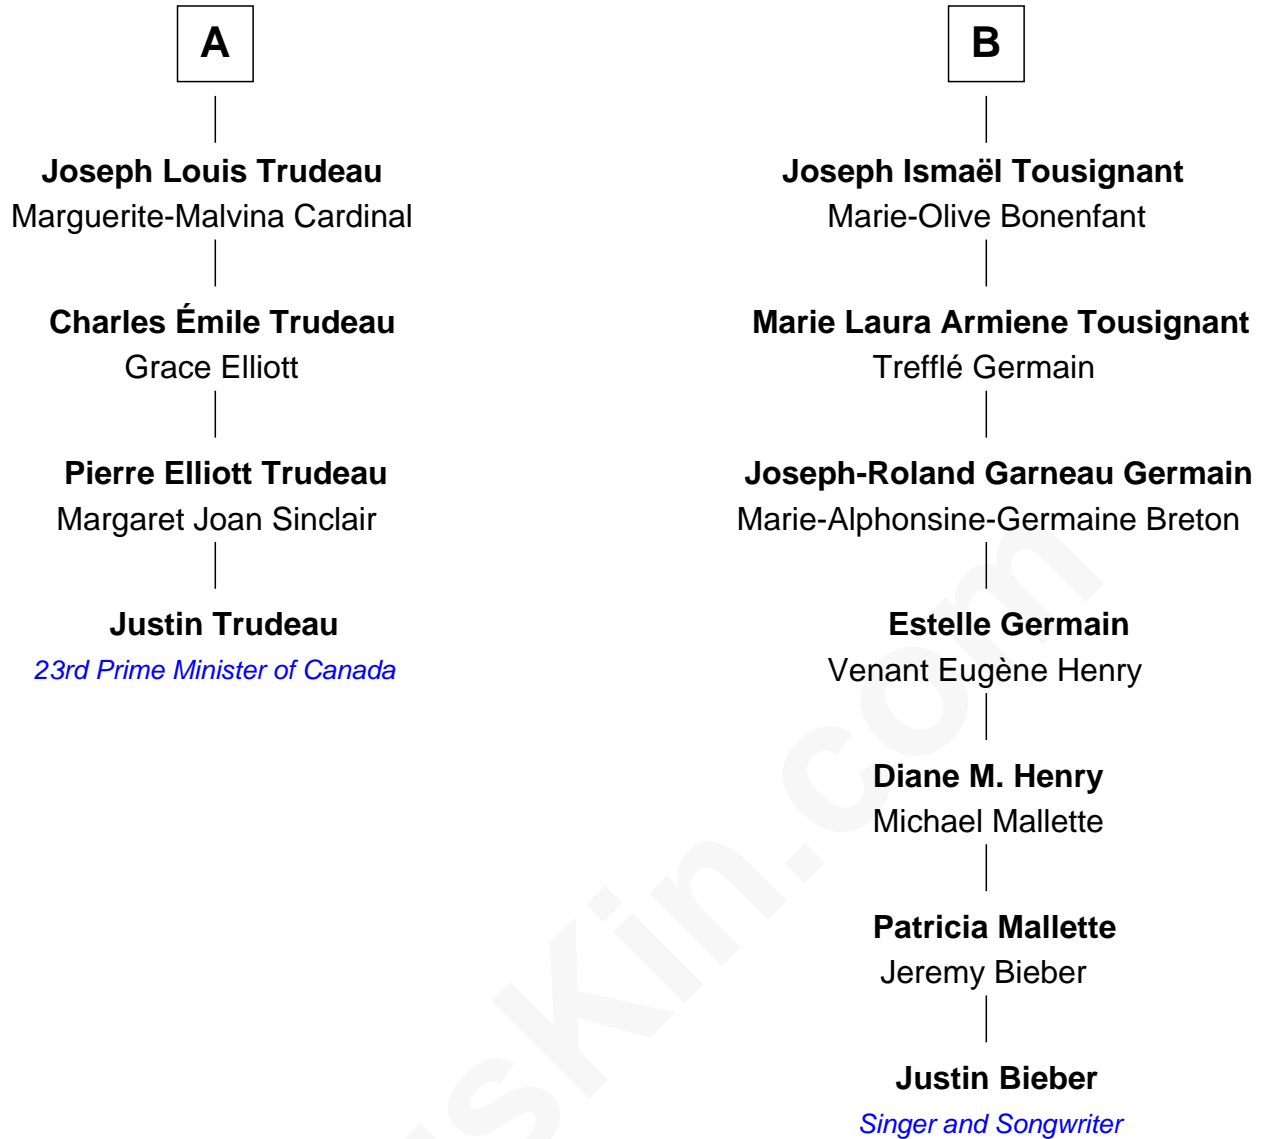 A
Joseph Louis Trudeau
Marguerite-Malvina Cardinal
Charles Émile Trudeau
Grace Elliott
Pierre Elliott Trudeau
Margaret Joan Sinclair
Justin Trudeau
23rd Prime Minister of Canada
B
Joseph Ismaël Tousignant
Marie-Olive Bonenfant
Marie Laura Armiene Tousignant
Trefflé Germain
Joseph-Roland Garneau Germain
Marie-Alphonsine-Germaine Breton
Estelle Germain
Venant Eugène Henry
Diane M. Henry
Michael Mallette
Patricia Mallette
Jeremy Bieber
Justin Bieber
Singer and Songwriter